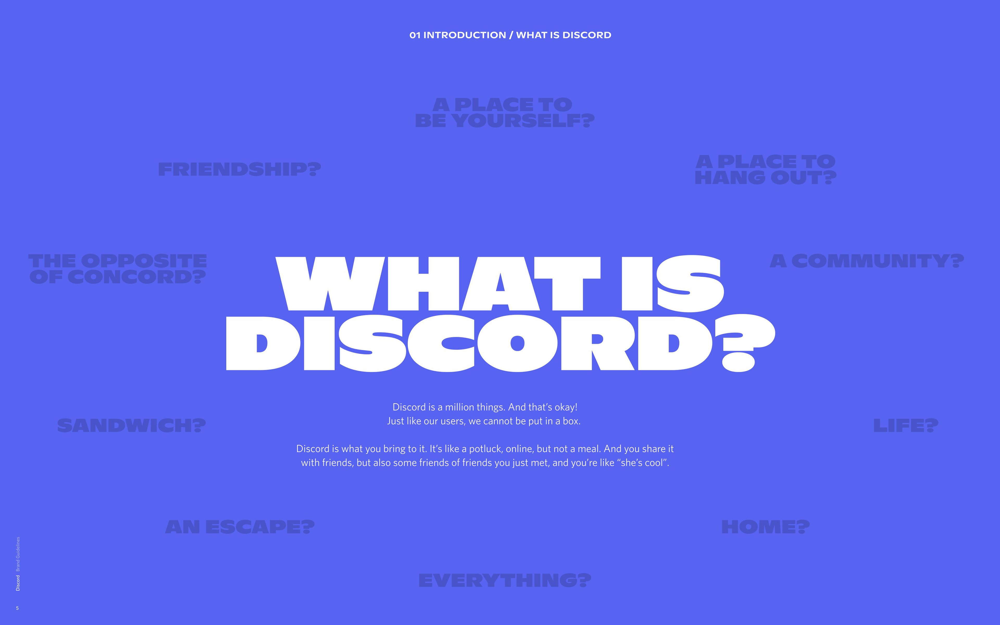 01 INTRODUCTION / WHAT IS DISCORD
A PLACE TO
BE YOURSELF?
FRIENDSHIP?
A PLACE TO
HANG OUT?
THE OPPOSITE
OF CONCORD?
A COMMUNITY?
WHAT IS
DISCORD?
Discord is a million things. And that’s okay!
Just like our users, we cannot be put in a box.
Discord is what you bring to it. It’s like a potluck, online, but not a meal. And you share it
with friends, but also some friends of friends you just met, and you’re like “she’s cool”.
SANDWICH?
LIFE?
AN ESCAPE?
HOME?
EVERYTHING?
Discord Brand Guidelines
5